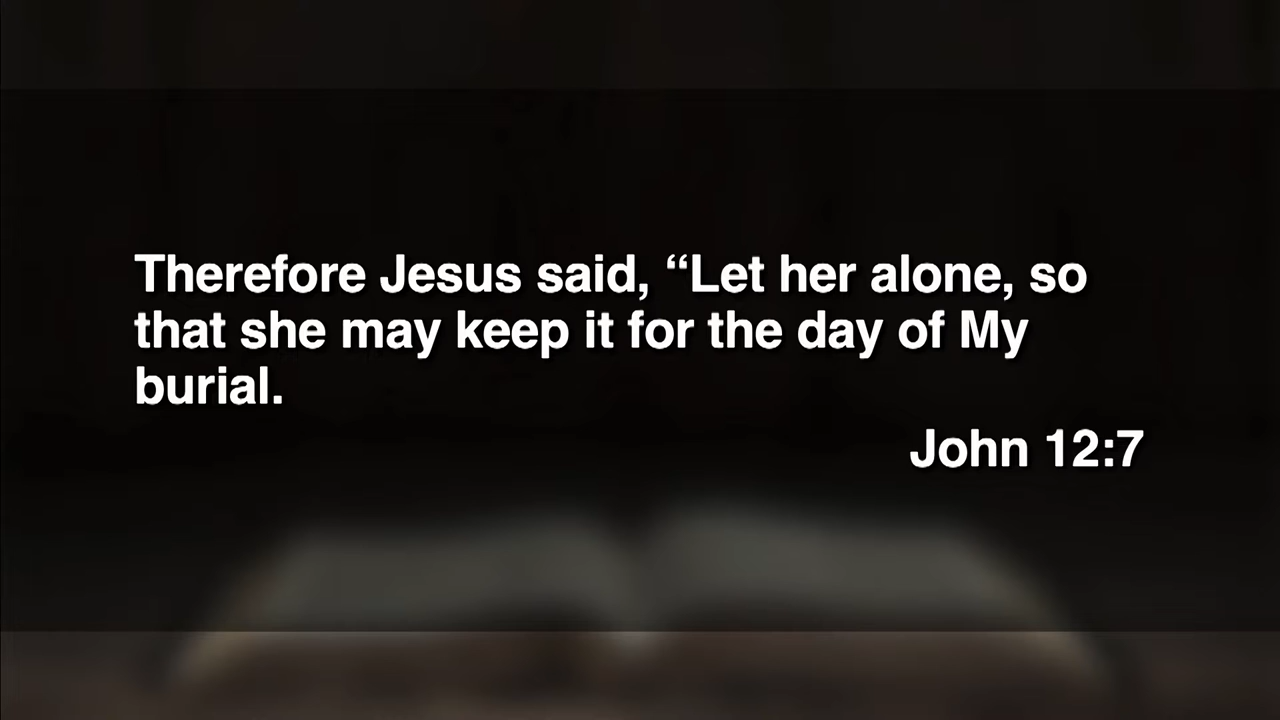 Therefore Jesus said, “Let her alone, so
that she may keep it for the day of My
burial.
John 12:7